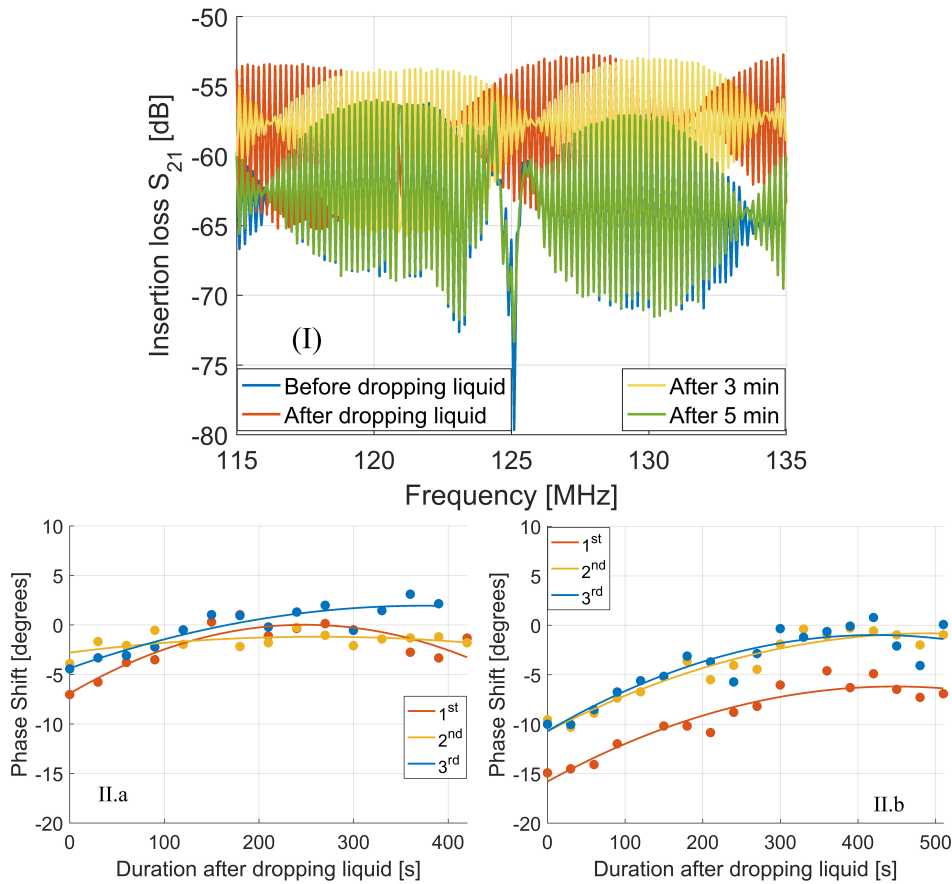 -50
-55
-60
-65
-70
-75
-80
Insertion loss S21 [dB]
(I)
Before dropping liquid
After dropping liquid
After 3 min
After 5 min
115
120
125
130
135
Frequency [MHz]
10
5
0
-5
-10
-15
-20
Phase Shift [degrees]
1st
2nd
3rd
II.a
0
100
200
300
400
Duration after dropping liquid [s]
10
5
0
-5
-10
-15
-20
Phase Shift [degrees]
1st
2nd
3rd
II.b
0
100
200
300
400
500
Duration after dropping liquid [s]